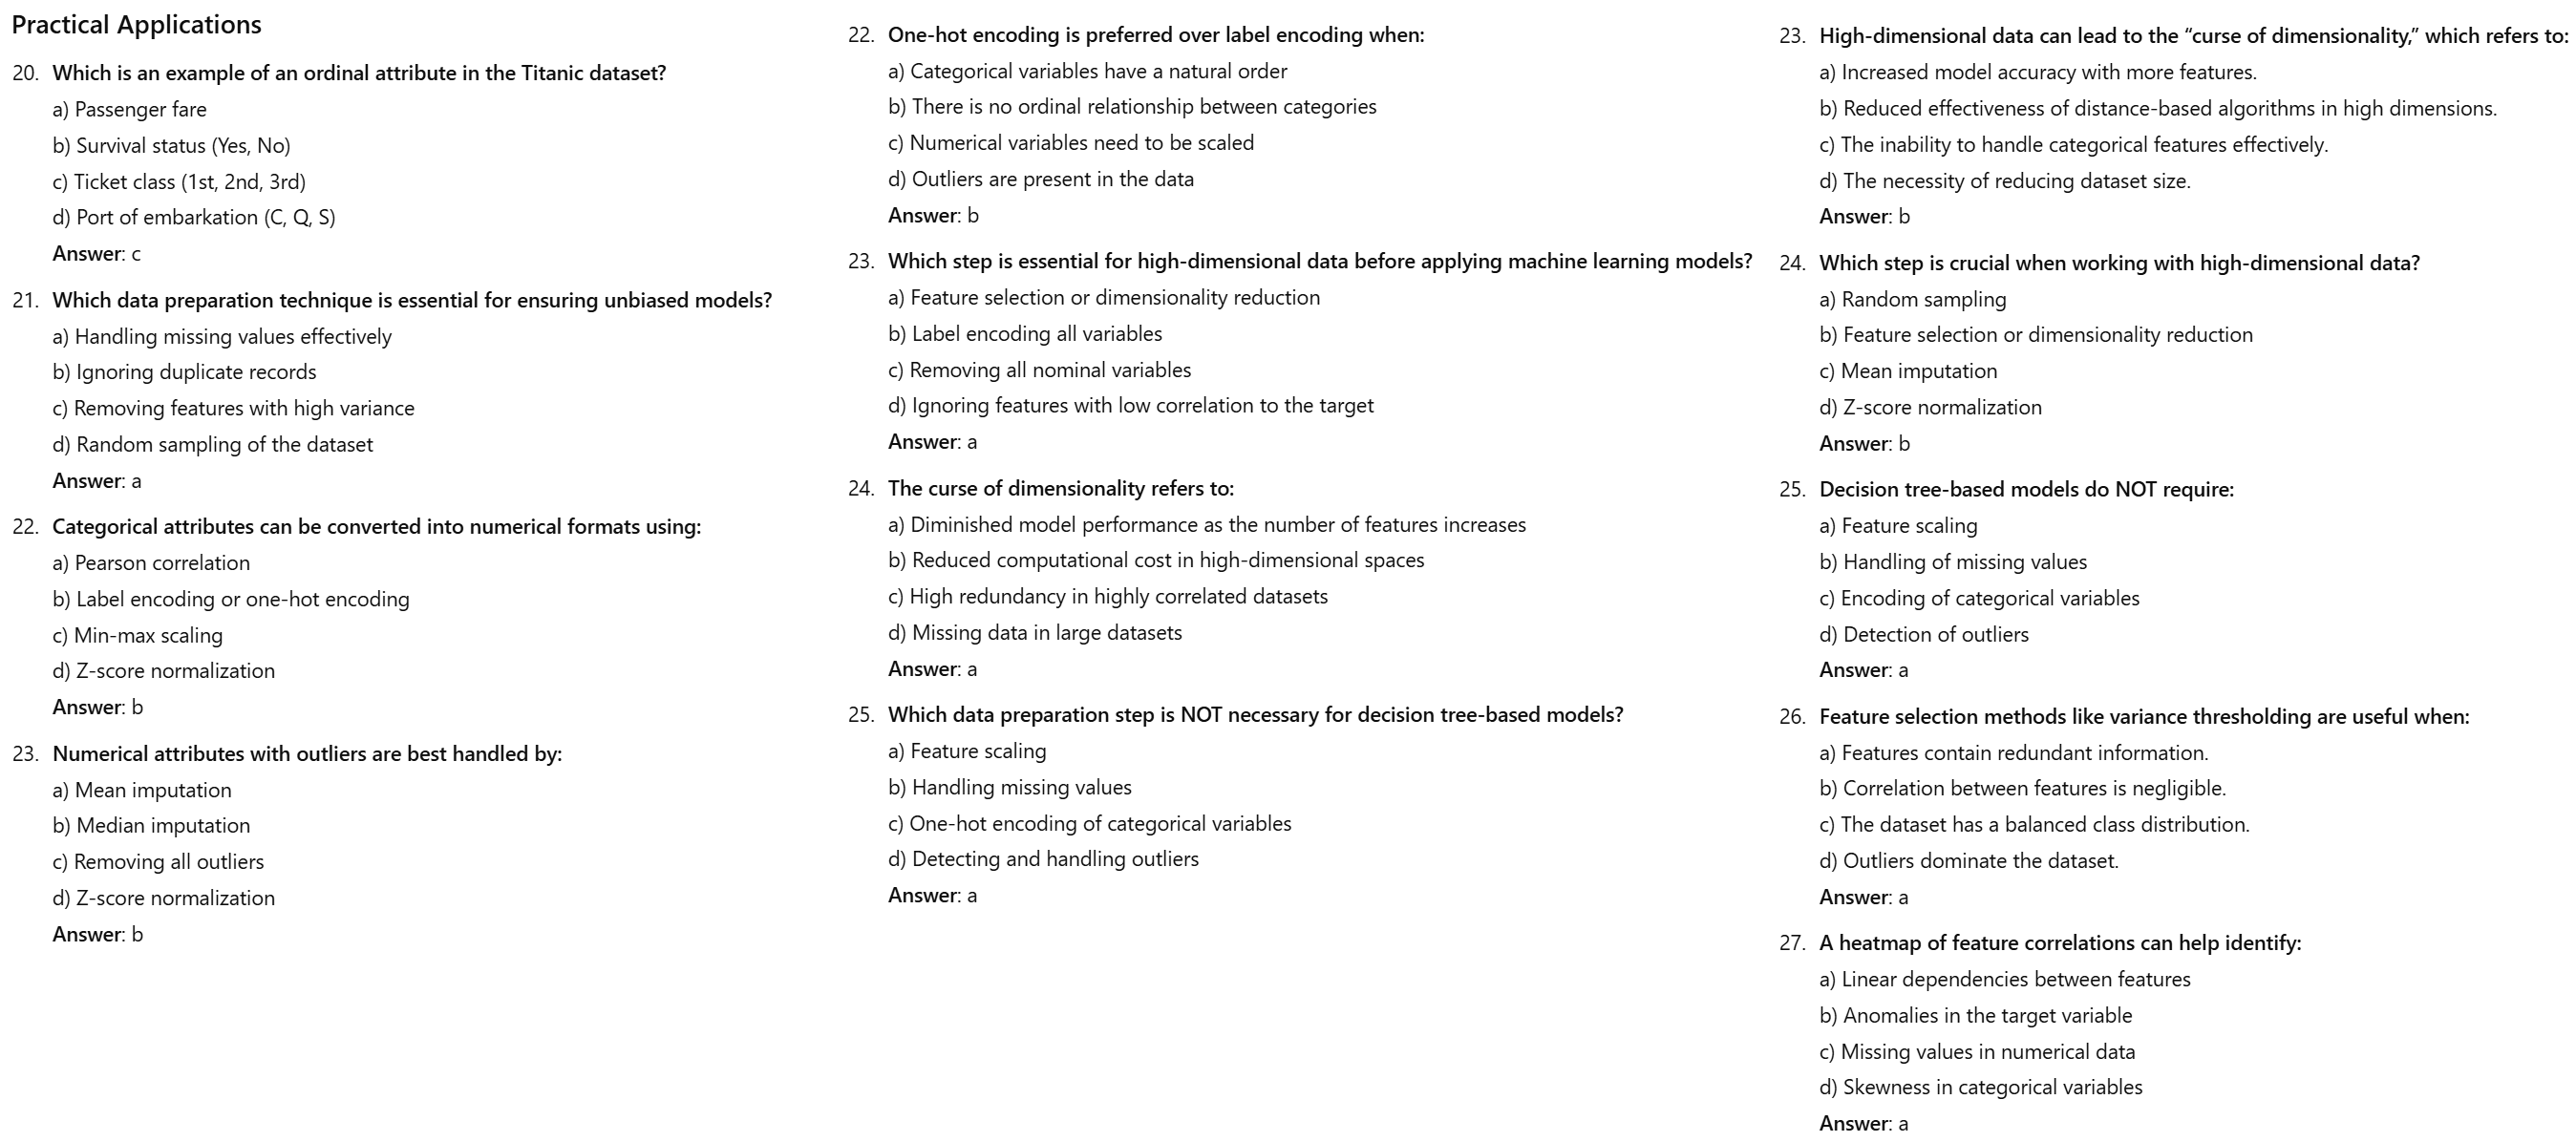 Practical Applications
20. Which is an example of an ordinal attribute in the Titanic dataset?
a) Passenger fare
b) Survival status (Yes, No)
c) Ticket class (1st, 2nd, 3rd)
d) Port of embarkation (C, Q, S)
Answer: c
21. Which data preparation technique is essential for ensuring unbiased models?
a) Handling missing values effectively
b) Ignoring duplicate records
c) Removing features with high variance
d) Random sampling of the dataset
Answer: a
22. Categorical attributes can be converted into numerical formats using:
a) Pearson correlation
b) Label encoding or one-hot encoding
c) Min-max scaling
d) Z-score normalization
Answer: b
23. Numerical attributes with outliers are best handled by:
a) Mean imputation
b) Median imputation
c) Removing all outliers
d) Z-score normalization
Answer: b
22. One-hot encoding is preferred over label encoding when:
a) Categorical variables have a natural order
b) There is no ordinal relationship between categories
c) Numerical variables need to be scaled
d) Outliers are present in the data
Answer: b
23. Which step is essential for high-dimensional data before applying machine learning models?
a) Feature selection or dimensionality reduction
b) Label encoding all variables
c) Removing all nominal variables
d) Ignoring features with low correlation to the target
Answer: a
24. The curse of dimensionality refers to:
a) Diminished model performance as the number of features increases
b) Reduced computational cost in high-dimensional spaces
c) High redundancy in highly correlated datasets
d) Missing data in large datasets
Answer: a
25. Which data preparation step is NOT necessary for decision tree-based models?
a) Feature scaling
b) Handling missing values
c) One-hot encoding of categorical variables
d) Detecting and handling outliers
Answer: a
23. High-dimensional data can lead to the “curse of dimensionality,” which refers to:
a) Increased model accuracy with more features.
b) Reduced effectiveness of distance-based algorithms in high dimensions.
c) The inability to handle categorical features effectively.
d) The necessity of reducing dataset size.
Answer: b
24. Which step is crucial when working with high-dimensional data?
a) Random sampling
b) Feature selection or dimensionality reduction
c) Mean imputation
d) Z-score normalization
Answer: b
25. Decision tree-based models do NOT require:
a) Feature scaling
b) Handling of missing values
c) Encoding of categorical variables
d) Detection of outliers
Answer: a
26. Feature selection methods like variance thresholding are useful when:
a) Features contain redundant information.
b) Correlation between features is negligible.
c) The dataset has a balanced class distribution.
d) Outliers dominate the dataset.
Answer: a
27. A heatmap of feature correlations can help identify:
a) Linear dependencies between features
b) Anomalies in the target variable
c) Missing values in numerical data
d) Skewness in categorical variables
Answer: a